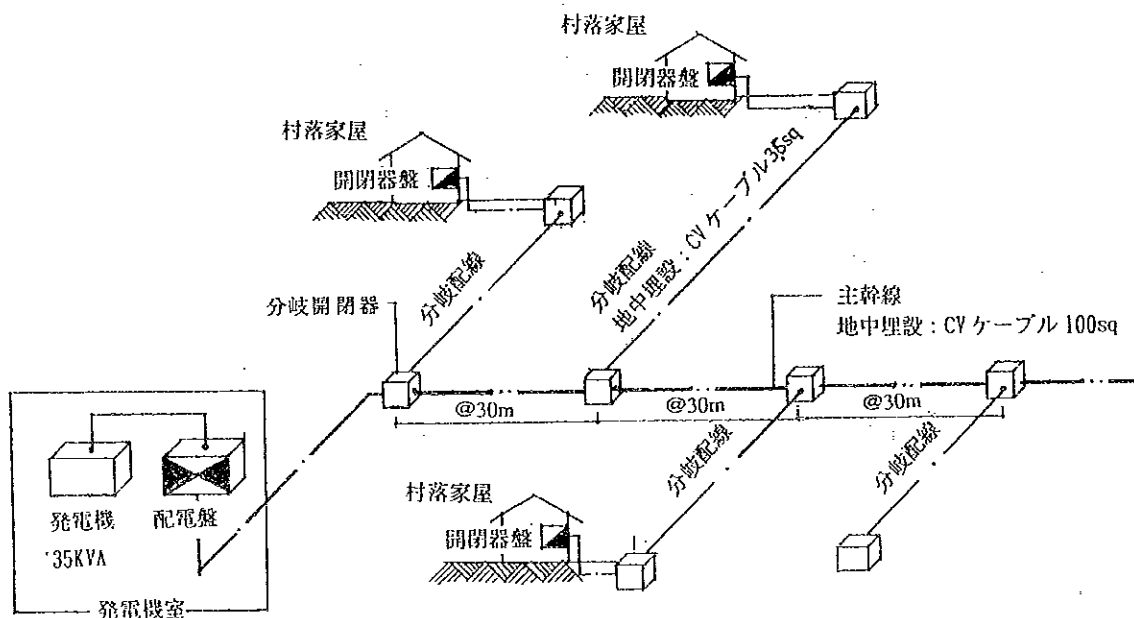 村落家屋
開閉器盤
村落家屋
開閉器盤
分岐配線
分岐配線
地中埋設：CVケーブル35sq
分岐開閉器
主幹線
地中埋設：CVケーブル100sq
@30m
@30m
@30m
分岐配線
分岐配線
発電機
配電盤
35KVA
発電機室
村落家屋
開閉器盤